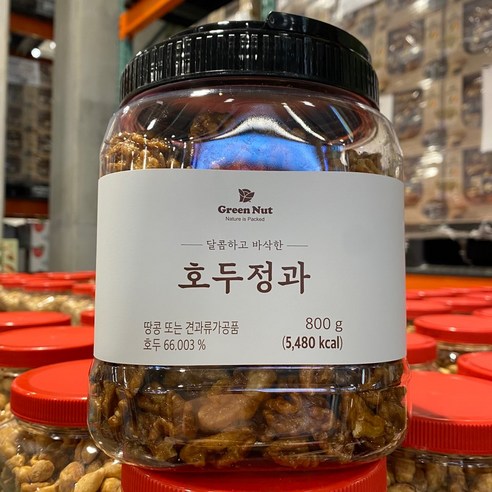 Green Nut
Nature is Packed
달콤하고 바삭한
호두정과
땅콩 또는 견과류가공품
호두 66.003 %
800 g
(5,480 kcal)